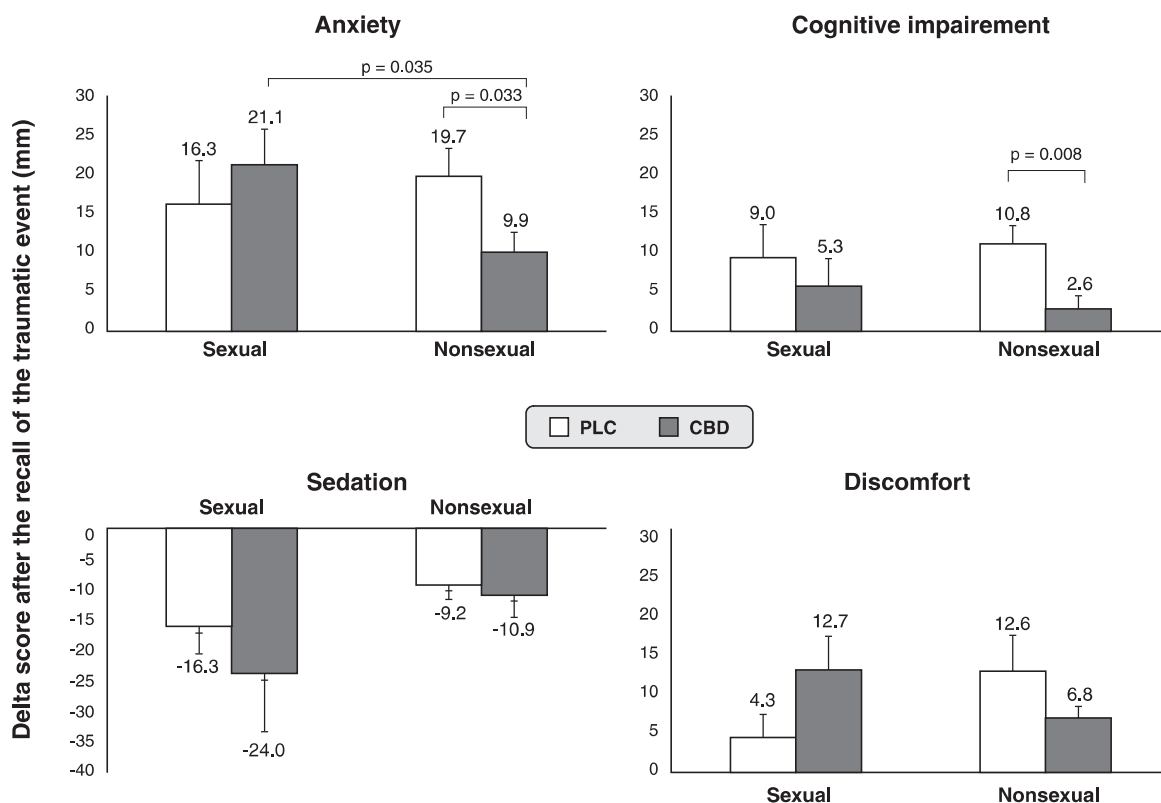 Delta score after the recall of the traumatic event (mm)
Anxiety
p = 0.035
p = 0.033
30
25
20
15
10
5
0
16.3
21.1
19.7
9.9
Sexual
Nonsexual
Cognitive impairement
p = 0.008
30
25
20
15
10
5
0
9.0
5.3
10.8
2.6
Sexual
Nonsexual
PLC
CBD
Sedation
Sexual
Nonsexual
0
-5
-10
-15
-20
-25
-30
-35
-40
-16.3
-24.0
-9.2
-10.9
Discomfort
30
25
20
15
10
5
0
4.3
12.7
12.6
6.8
Sexual
Nonsexual